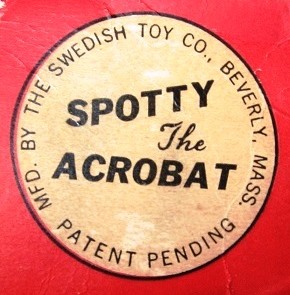 MFD. BY THE SWEDISH TOY CO., BEVERLY, MASS.
SPOTTY
The
ACROBAT
PATENT PENDING